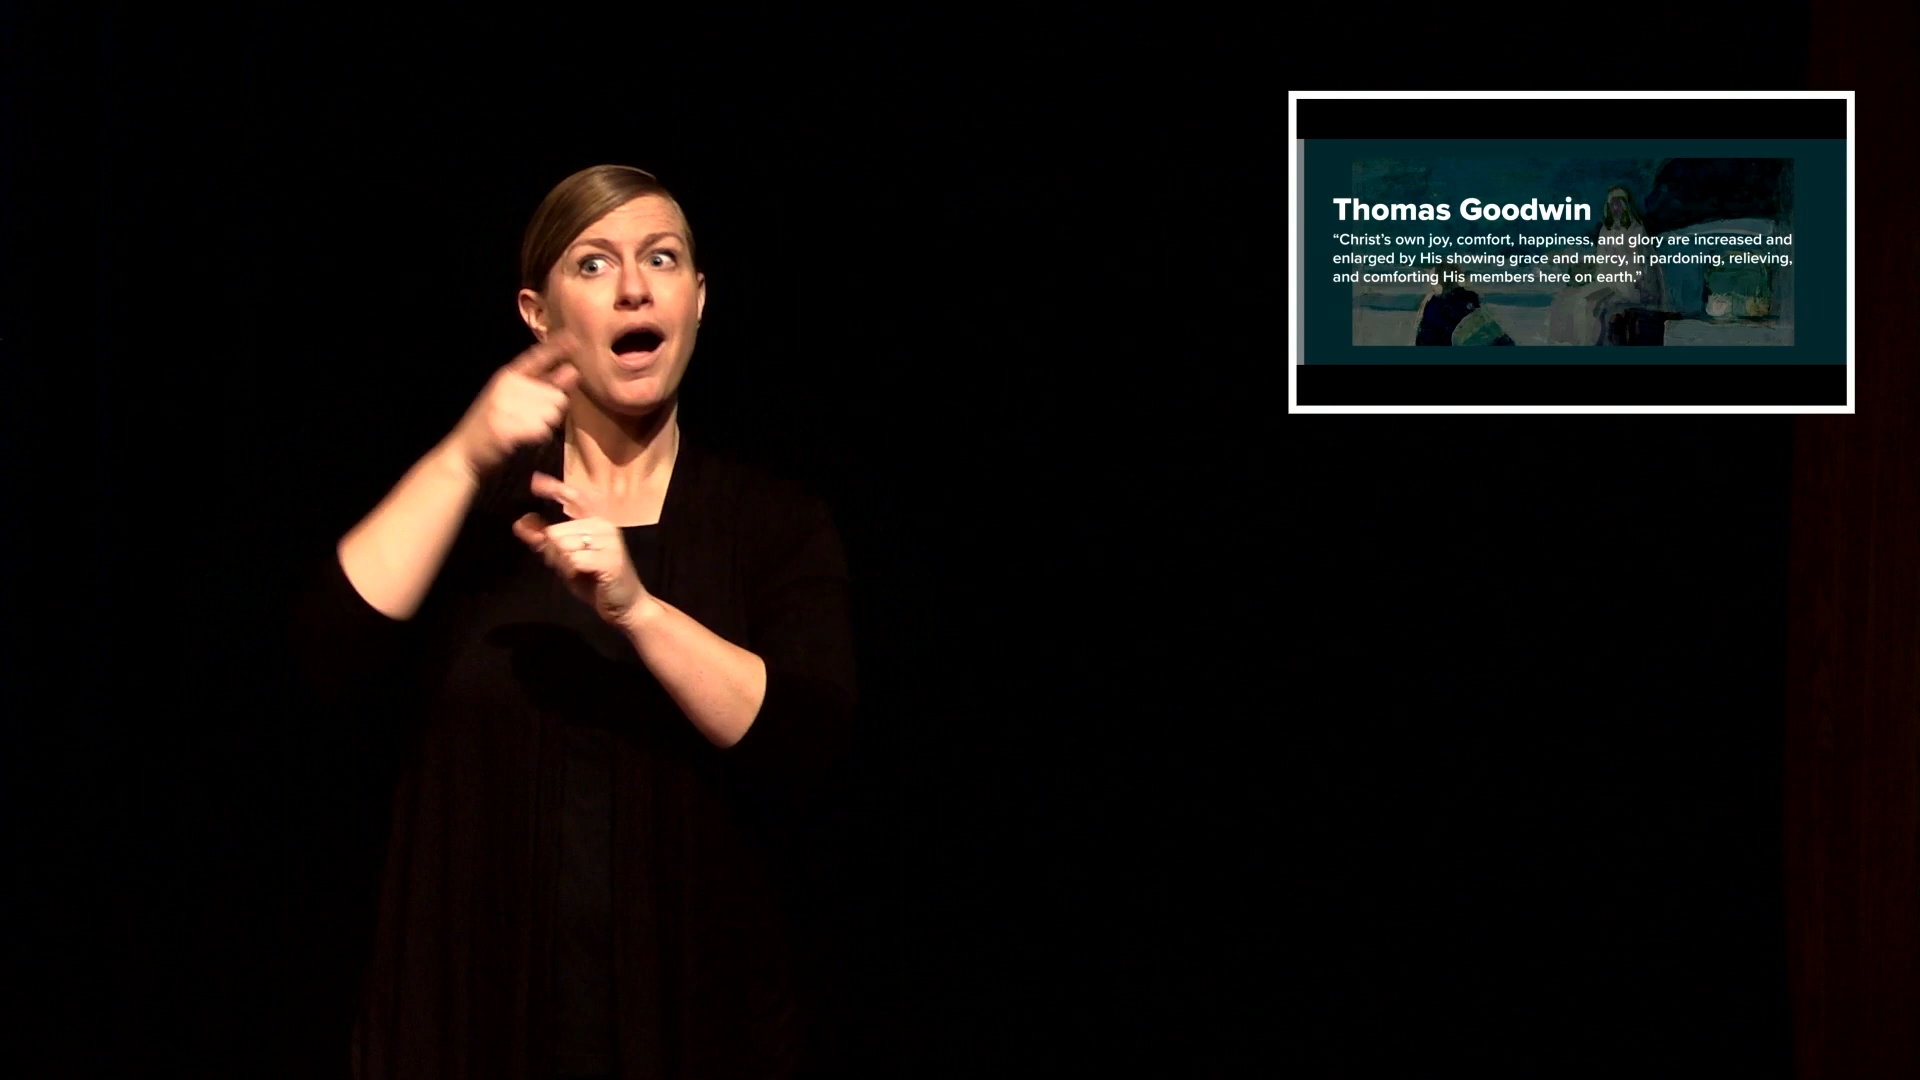 Thomas Goodwin
“Christ’s own joy, comfort, happiness, and glory are increased and
enlarged by His showing grace and mercy, in pardoning, relieving,
and comforting His members here on earth.”